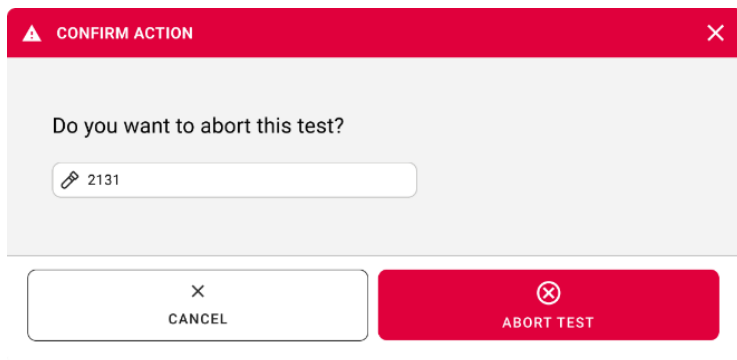 CONFIRM ACTION
Do you want to abort this test?
2131
CANCEL
ABORT TEST